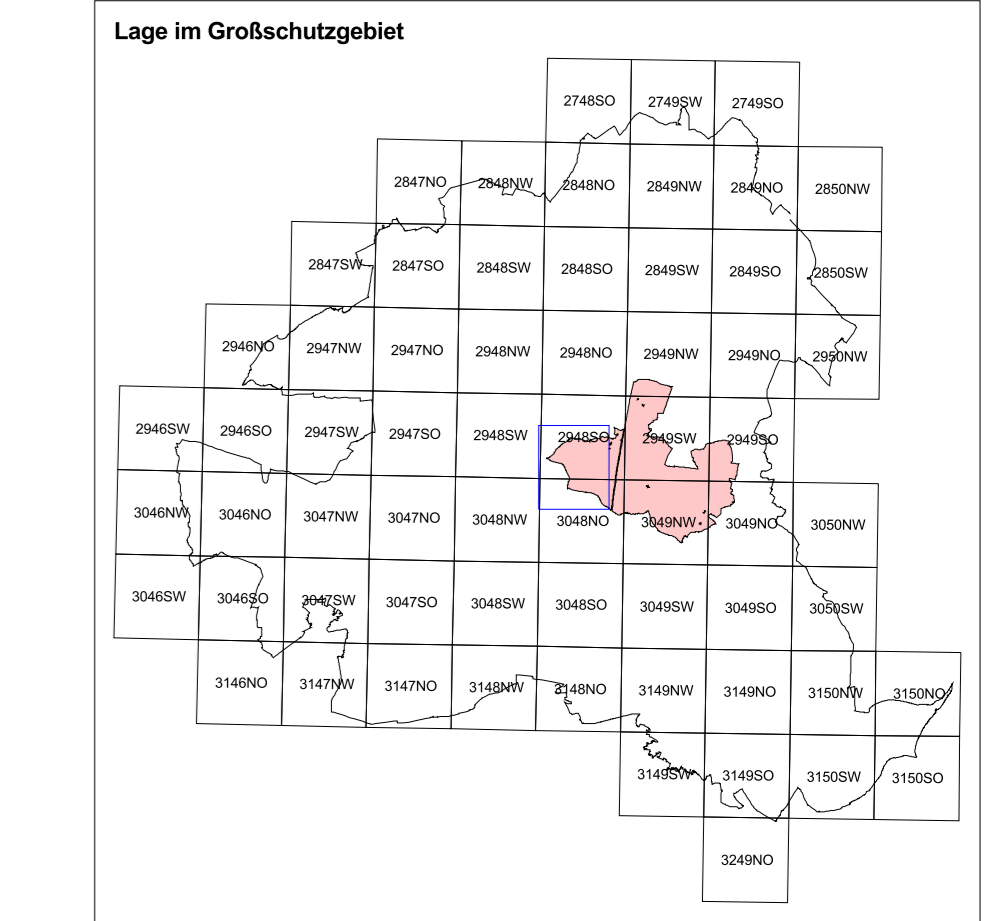 Lage im Großschutzgebiet
2748SO 2749SW 2749SO
2847NO 2848NW 2848NO 2849NW 2849NO 2850NW
2847SW 2847SO 2848SW 2848SO 2849SW 2849SO 2850SW
2946NO 2947NW 2947NO 2948NW 2948NO 2949NW 2949NO 2950NW
2946SW 2946SO 2947SW 2947SO 2948SW 2948SO 2949SW 2949SO
3046NW 3046NO 3047NW 3047NO 3048NW 3048NO 3049NW 3049NO 3050NW
3046SW 3046SO 3047SW 3047SO 3048SW 3048SO 3049SW 3049SO 3050SW
3146NO 3147NW 3147NO 3148NW 3148NO 3149NW 3149NO 3150NW 3150NO
3149SW 3149SO 3150SW 3150SO
3249NO